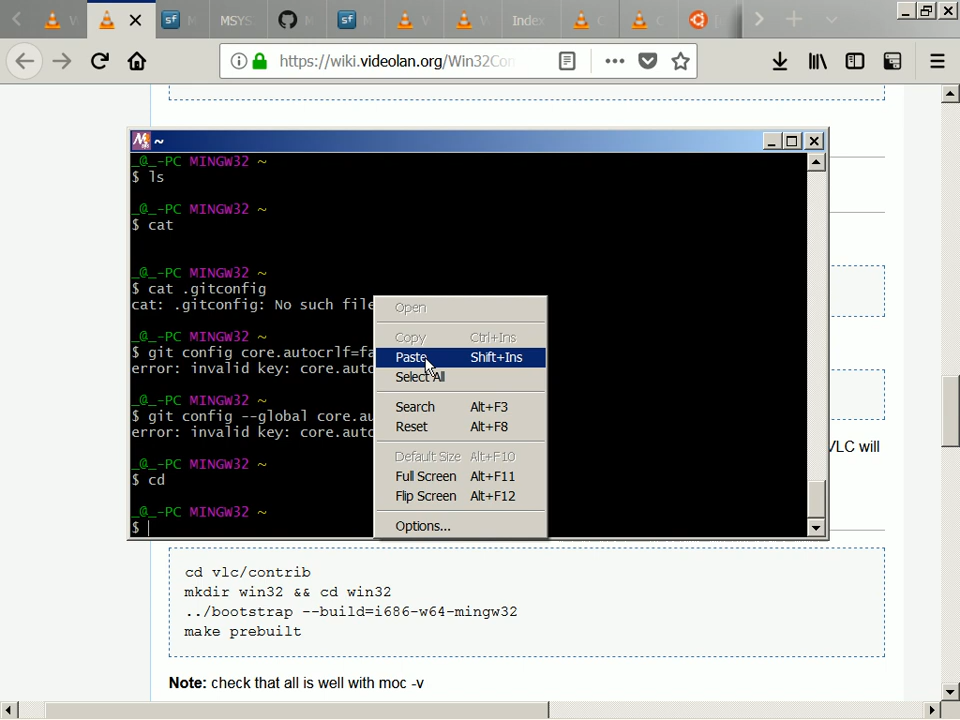 MSYS
Index
https://wiki.videolan.org/Win32Con
~
_@_-PC MINGW32 ~
$ ls
_@_-PC MINGW32 ~
$ cat
_@_-PC MINGW32 ~
$ cat .gitconfig
cat: .gitconfig: No such file
_@_-PC MINGW32 ~
$ git config core.autocrlf=fa
error: invalid key: core.auto
_@_-PC MINGW32 ~
$ git config --global core.au
error: invalid key: core.auto
_@_-PC MINGW32 ~
$ cd
_@_-PC MINGW32 ~
$
Open
Copy Ctrl+Ins
Paste Shift+Ins
Select All
Search Alt+F3
Reset Alt+F8
Default Size Alt+F10
Full Screen Alt+F11
Flip Screen Alt+F12
Options...
VLC will
cd vlc/contrib
mkdir win32 && cd win32
../bootstrap --build=i686-w64-mingw32
make prebuilt
Note: check that all is well with moc -v